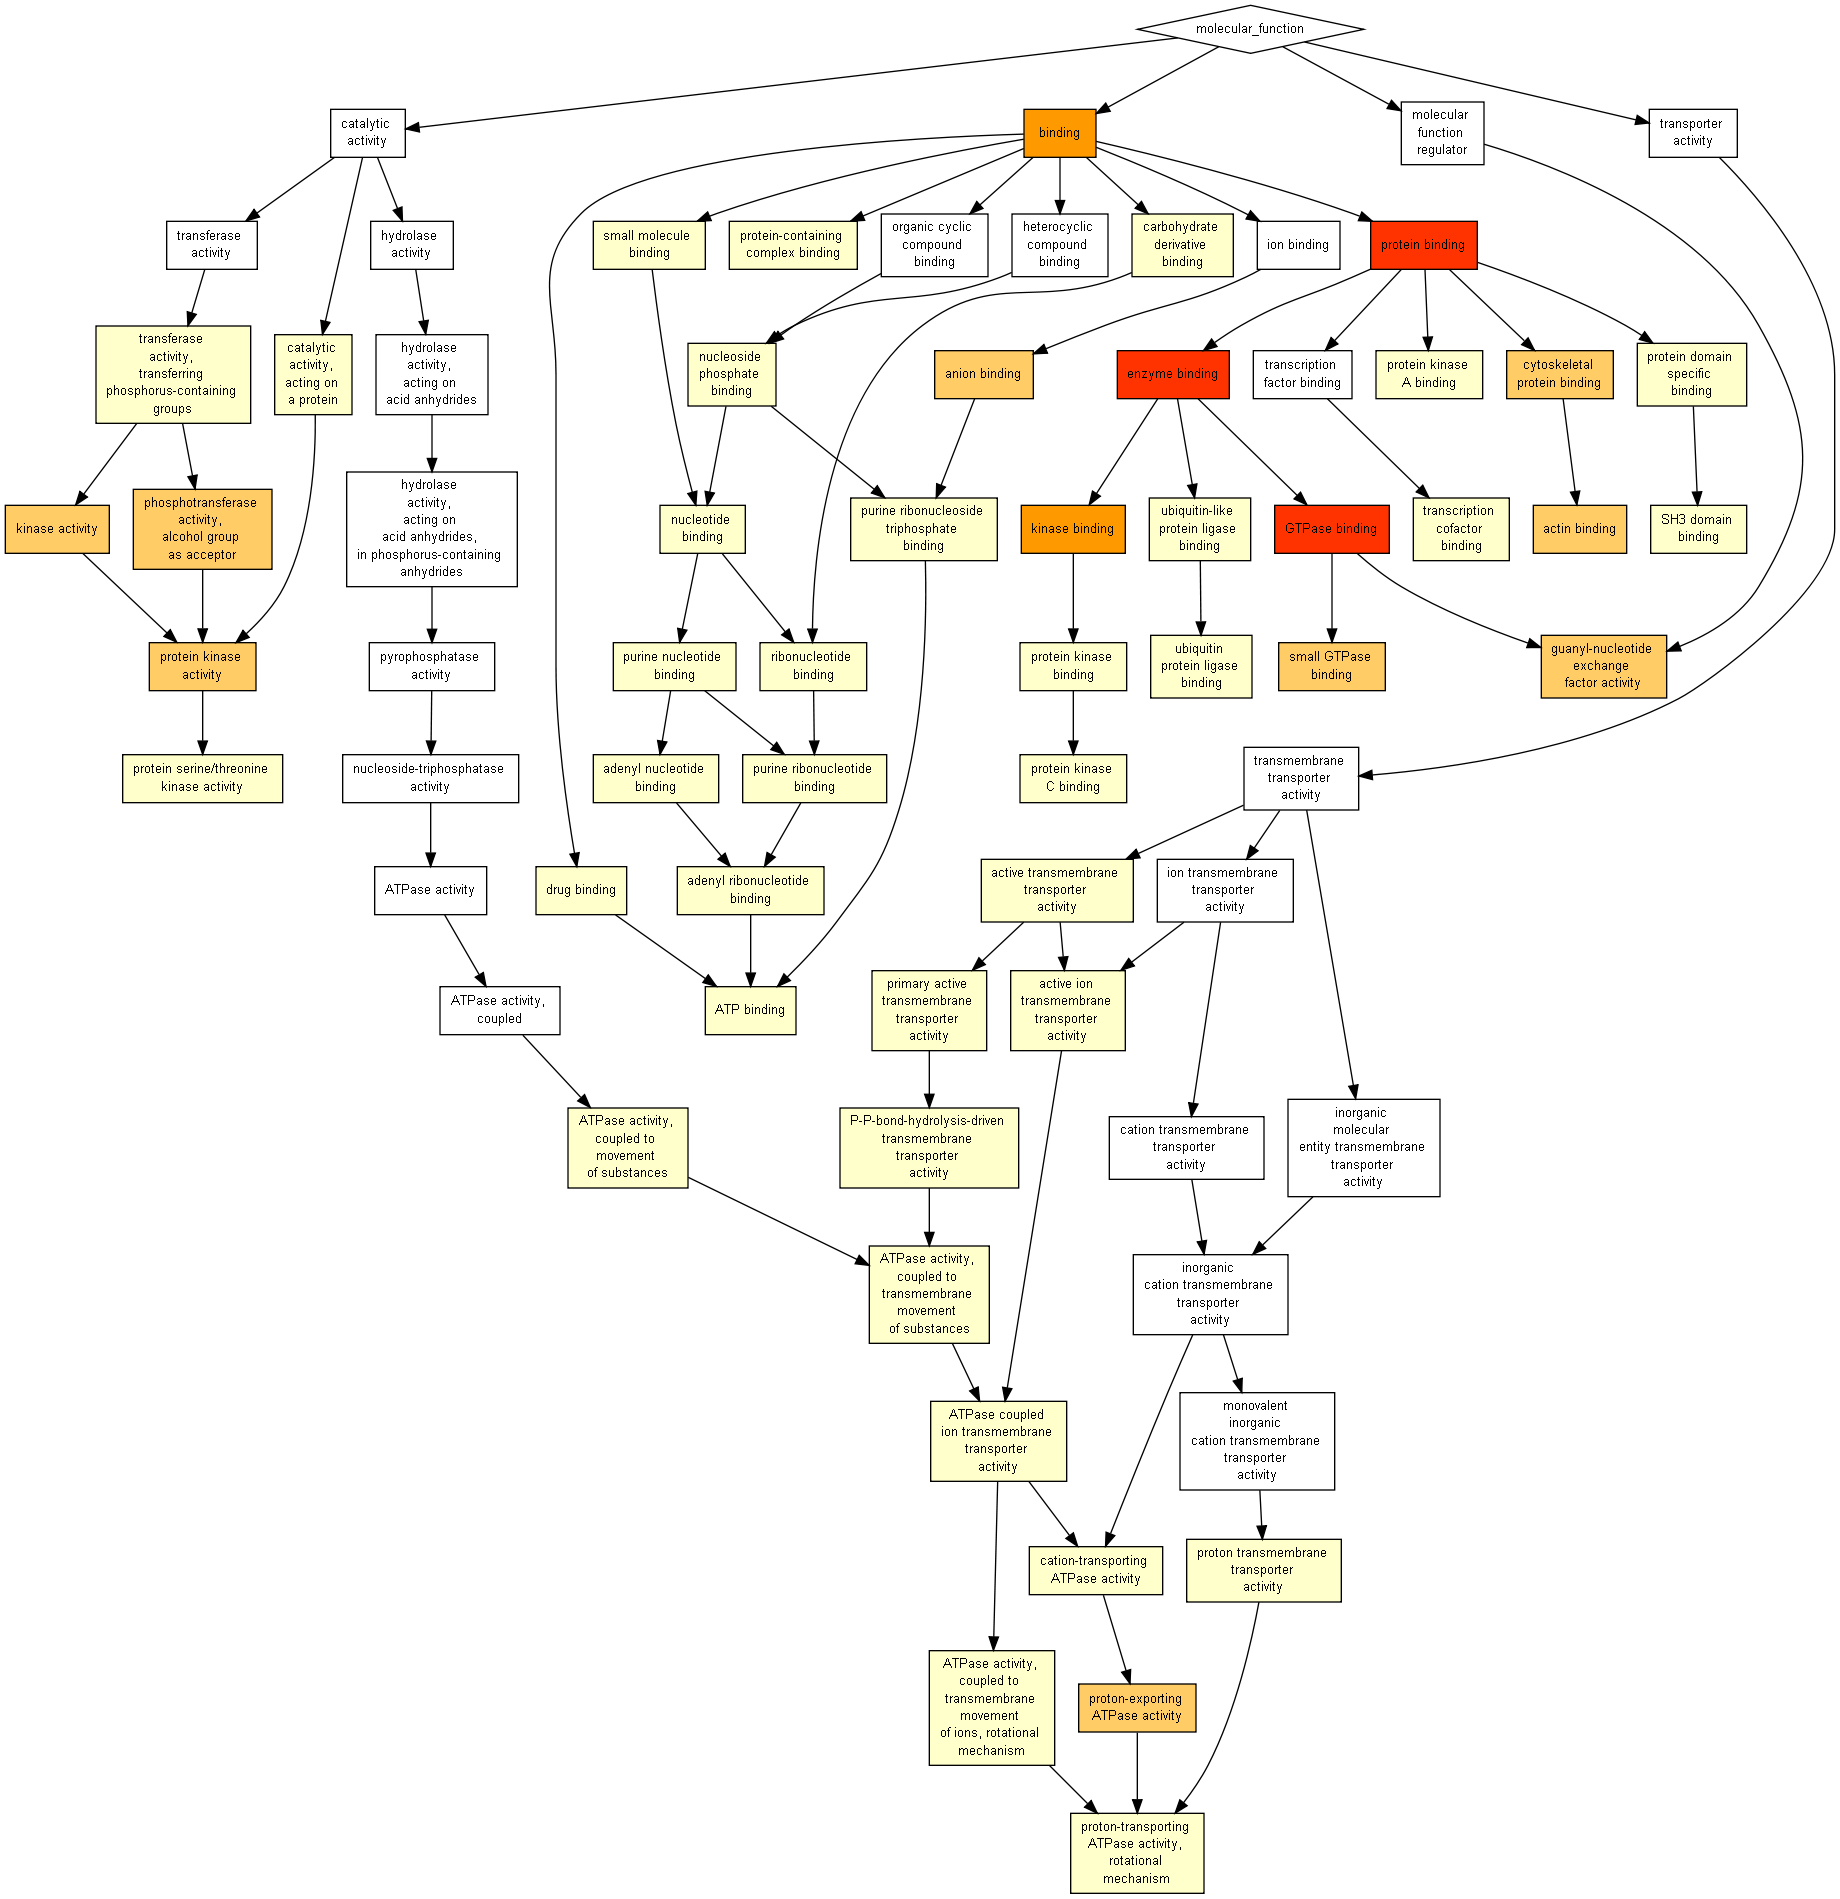 molecular_function
catalytic
activity
binding
molecular
function
regulator
transporter
activity
transferase
activity
hydrolase
activity
small molecule
binding
protein-containing
complex binding
organic cyclic
compound
binding
heterocyclic
compound
binding
carbohydrate
derivative
binding
ion binding
protein binding
transferase
activity,
transferring
phosphorus-containing
groups
catalytic
activity,
acting on
a protein
hydrolase
activity,
acting on
acid anhydrides
nucleoside
phosphate
binding
anion binding
enzyme binding
transcription
factor binding
protein kinase
A binding
cytoskeletal
protein binding
protein domain
specific
binding
kinase activity
phosphotransferase
activity,
alcohol group
as acceptor
hydrolase
activity,
acting on
acid anhydrides,
in phosphorus-containing
anhydrides
nucleotide
binding
purine ribonucleoside
triphosphate
binding
kinase binding
ubiquitin-like
protein ligase
binding
GTPase binding
transcription
cofactor
binding
actin binding
SH3 domain
binding
protein kinase
activity
pyrophosphatase
activity
purine nucleotide
binding
ribonucleotide
binding
protein kinase
binding
ubiquitin
protein ligase
binding
small GTPase
binding
guanyl-nucleotide
exchange
factor activity
protein serine/threonine
kinase activity
nucleoside-triphosphatase
activity
adenyl nucleotide
binding
purine ribonucleotide
binding
protein kinase
C binding
transmembrane
transporter
activity
ATPase activity
drug binding
adenyl ribonucleotide
binding
active transmembrane
transporter
activity
ion transmembrane
transporter
activity
ATPase activity,
coupled
ATP binding
primary active
transmembrane
transporter
activity
active ion
transmembrane
transporter
activity
ATPase activity,
coupled to
movement
of substances
P-P-bond-hydrolysis-driven
transmembrane
transporter
activity
cation transmembrane
transporter
activity
inorganic
molecular
entity transmembrane
transporter
activity
ATPase activity,
coupled to
transmembrane
movement
of substances
inorganic
cation transmembrane
transporter
activity
ATPase coupled
ion transmembrane
transporter
activity
monovalent
inorganic
cation transmembrane
transporter
activity
cation-transporting
ATPase activity
proton transmembrane
transporter
activity
ATPase activity,
coupled to
transmembrane
movement
of ions, rotational
mechanism
proton-exporting
ATPase activity
proton-transporting
ATPase activity,
rotational
mechanism